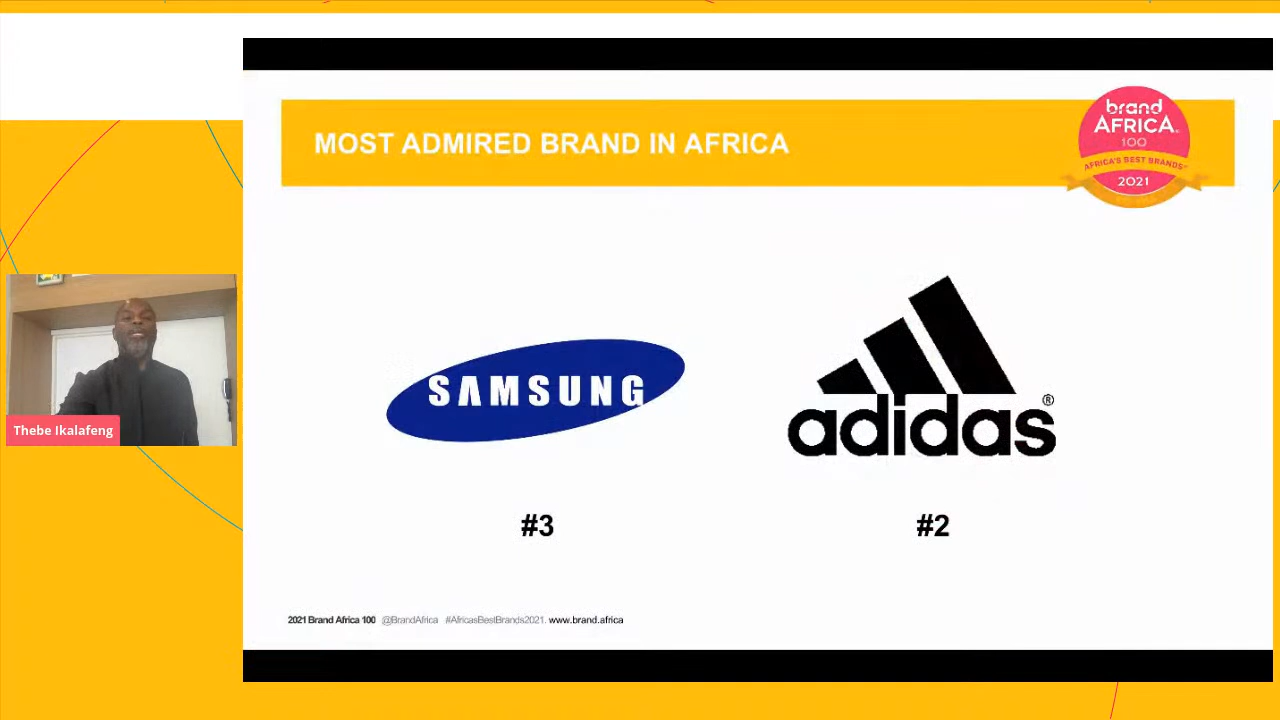 MOST ADMIRED BRAND IN AFRICA
brand
AFRICA®
100
AFRICA'S BEST BRANDS
2021
SAMSUNG
adidas®
#3
#2
Thebe Ikalafeng
2021 Brand Africa 100 @BrandAfrica #AfricasBestBrands2021. www.brand.africa